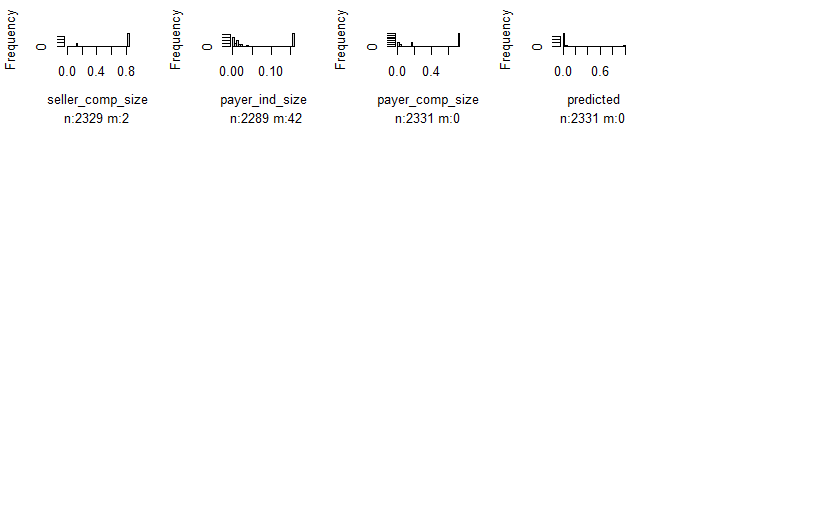 Frequency
0
0.0 0.4 0.8
seller_comp_size
n:2329 m:2
Frequency
0
0.00 0.10
payer_ind_size
n:2289 m:42
Frequency
0
0.0 0.4
payer_comp_size
n:2331 m:0
Frequency
0
0.0 0.6
predicted
n:2331 m:0